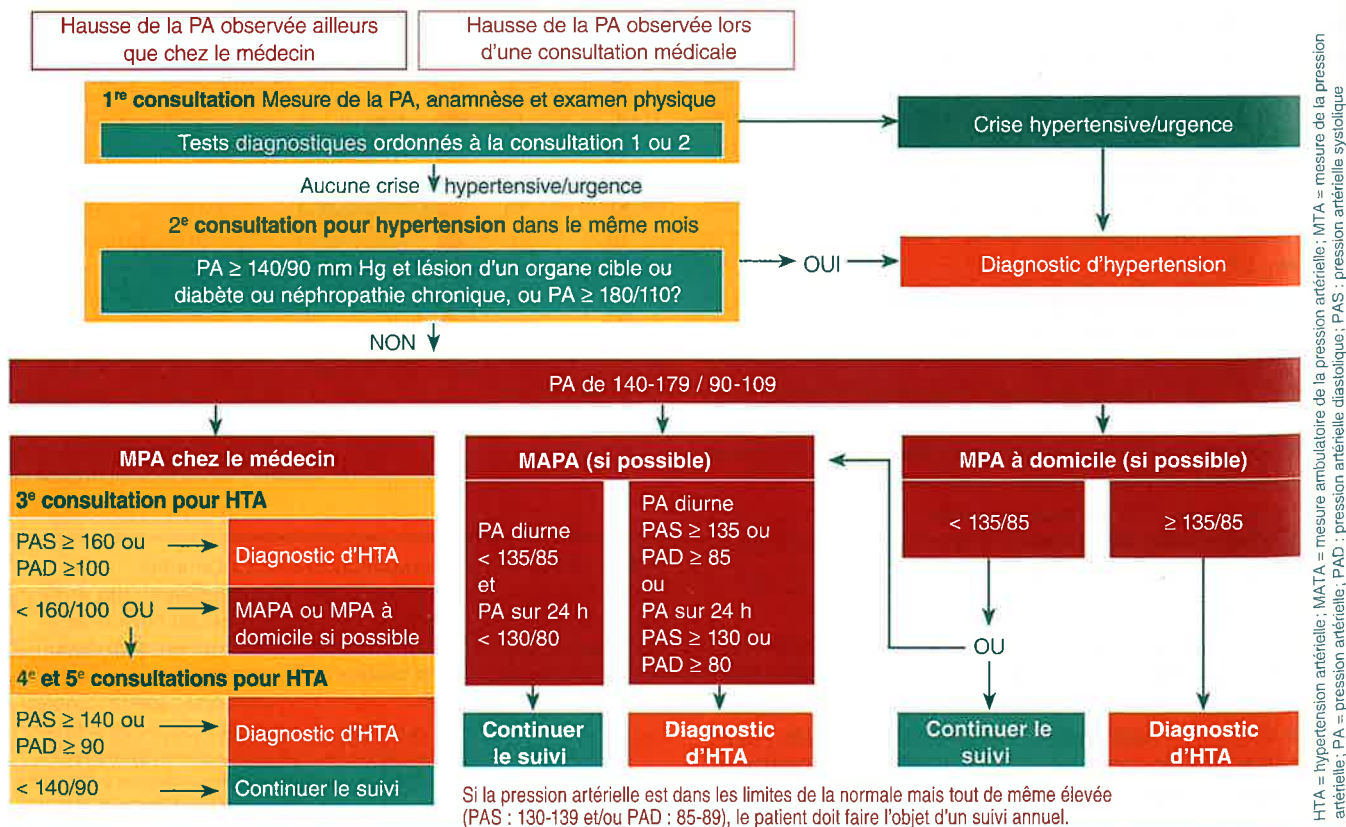 Hausse de la PA observée ailleurs
que chez le médecin
Hausse de la PA observée lors
d'une consultation médicale
1re consultation Mesure de la PA, anamnèse et examen physique
Tests diagnostiques ordonnés à la consultation 1 ou 2
Crise hypertensive/urgence
Aucune crise hypertensive/urgence
2e consultation pour hypertension dans le même mois
PA ≥ 140/90 mm Hg et lésion d'un organe cible ou
diabète ou néphropathie chronique, ou PA ≥ 180/110?
OUI
Diagnostic d'hypertension
NON
PA de 140-179 / 90-109
MPA chez le médecin
3e consultation pour HTA
PAS ≥ 160 ou
PAD ≥100
Diagnostic d'HTA
< 160/100 OU
MAPA ou MPA à
domicile si possible
4e et 5e consultations pour HTA
PAS ≥ 140 ou
PAD ≥ 90
Diagnostic d'HTA
< 140/90
Continuer le suivi
MAPA (si possible)
PA diurne
< 135/85
et
PA sur 24 h
< 130/80
PA diurne
PAS ≥ 135 ou
PAD ≥ 85
ou
PA sur 24 h
PAS ≥ 130 ou
PAD ≥ 80
Continuer
le suivi
Diagnostic
d'HTA
MPA à domicile (si possible)
< 135/85
≥ 135/85
OU
Continuer le
suivi
Diagnostic
d'HTA
Si la pression artérielle est dans les limites de la normale mais tout de même élevée
(PAS : 130-139 et/ou PAD : 85-89), le patient doit faire l'objet d'un suivi annuel.
HTA = hypertension artérielle; MATA = mesure ambulatoire de la pression artérielle; MTA = mesure de la pression
artérielle; PA = pression artérielle; PAD : pression artérielle diastolique; PAS : pression artérielle systolique